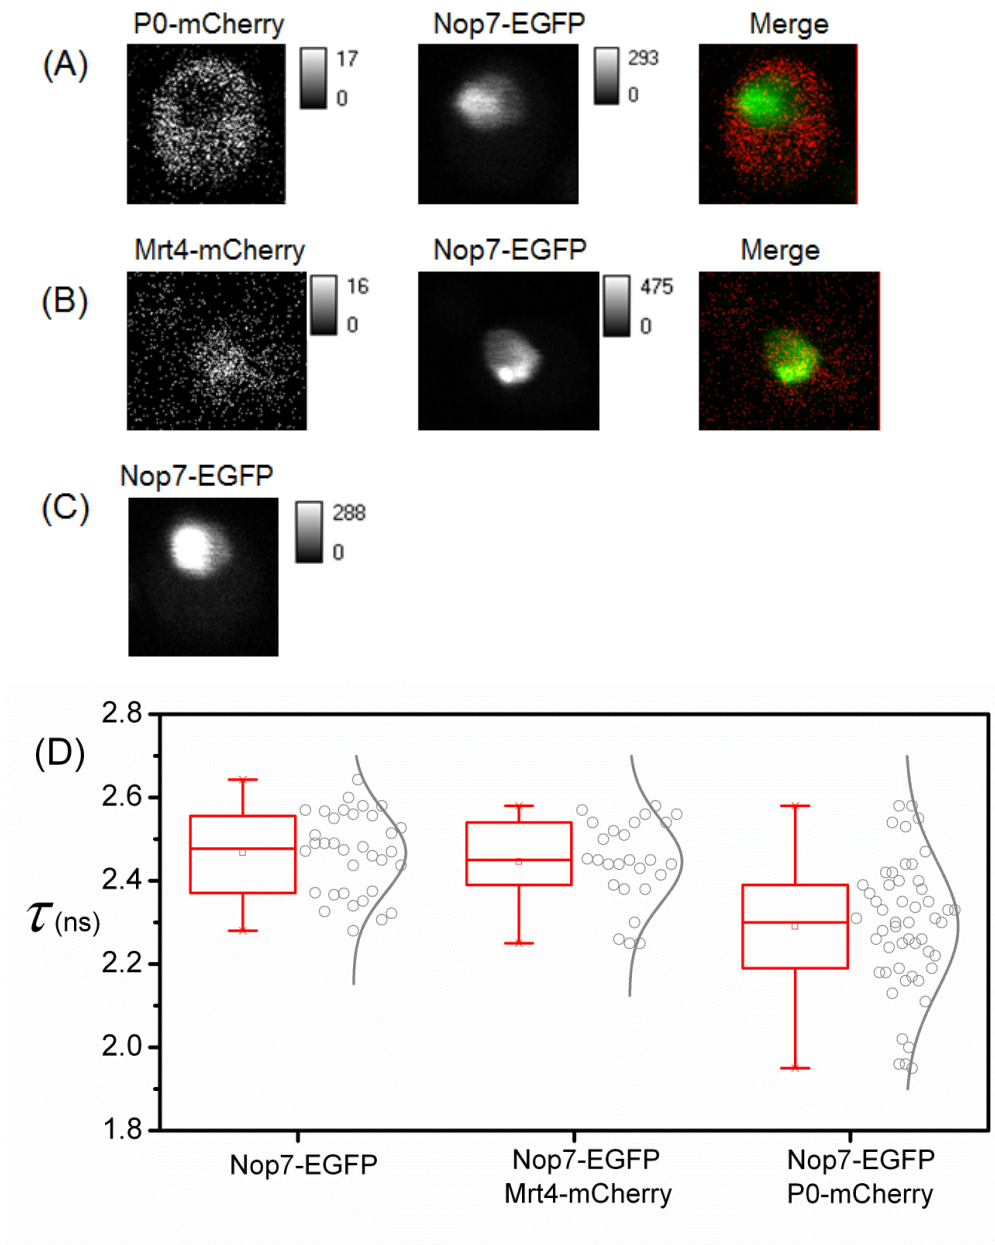 P0-mCherry Nop7-EGFP Merge
(A)
17
0
293
0
Mrt4-mCherry Nop7-EGFP Merge
(B)
16
0
475
0
Nop7-EGFP
(C)
288
0
(D)
2.8
2.6
2.4
2.2
2.0
1.8
τ (ns)
Nop7-EGFP
Nop7-EGFP
Mrt4-mCherry
Nop7-EGFP
P0-mCherry